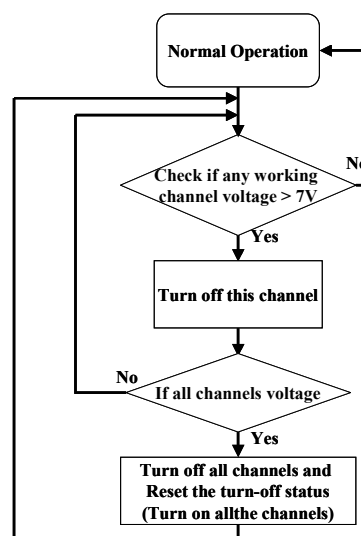 Normal Operation
Check if any working
channel voltage > 7V
No
Yes
Turn off this channel
No
If all channels voltage
Yes
Turn off all channels and
Reset the turn-off status
(Turn on allthe channels)